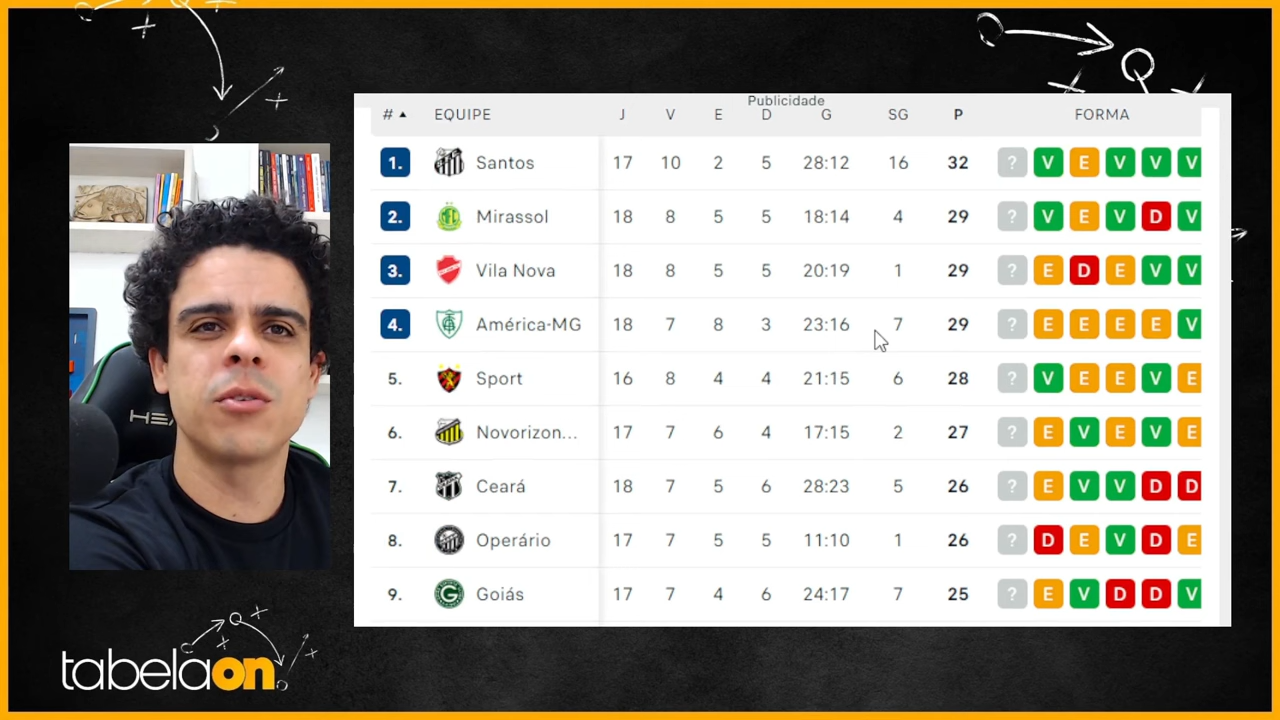 Publicidade
# EQUIPE J V E D G SG P FORMA
1. Santos 17 10 2 5 28:12 16 32 ? V E V V V
2. Mirassol 18 8 5 5 18:14 4 29 ? V E V D V
3. Vila Nova 18 8 5 5 20:19 1 29 ? E D E V V
4. América-MG 18 7 8 3 23:16 7 29 ? E E E E V
5. Sport 16 8 4 4 21:15 6 28 ? V E E V E
6. Novorizon... 17 7 6 4 17:15 2 27 ? E V E V E
7. Ceará 18 7 5 6 28:23 5 26 ? E V V D D
8. Operário 17 7 5 5 11:10 1 26 ? D E V D E
9. Goiás 17 7 4 6 24:17 7 25 ? E V D D V
tabelaon